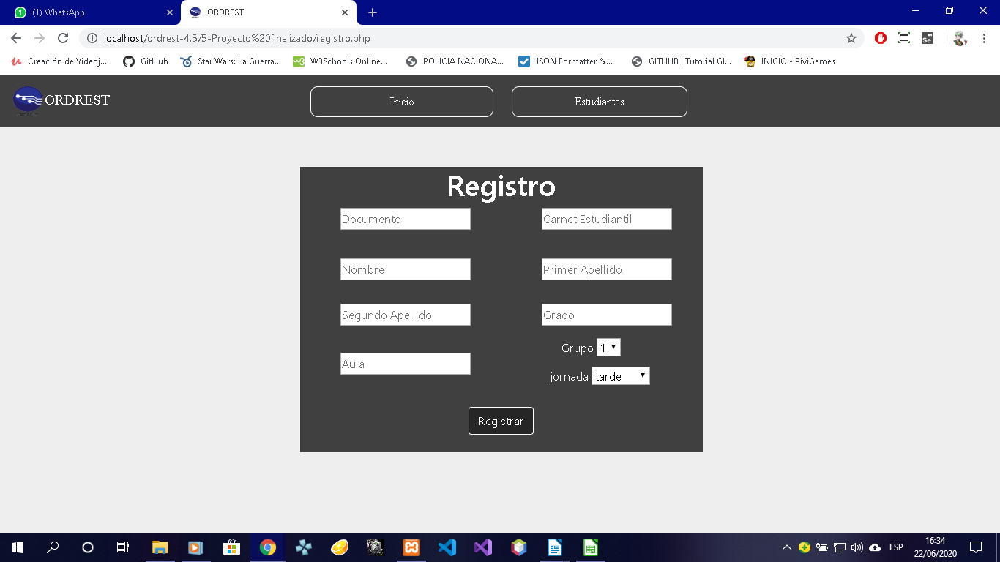 (1) WhatsApp
ORDREST
localhost/ordrest-4.5/5-Proyecto%20finalizado/registro.php
Creación de Videoj...
GitHub
Star Wars: La Guerra...
W3Schools Online...
POLICIA NACIONA...
JSON Formatter &...
GITHUB | Tutorial GI...
INICIO - PiviGames
ORDREST
Inicio
Estudiantes
Registro
Documento
Carnet Estudiantil
Nombre
Primer Apellido
Segundo Apellido
Grado
Grupo 1
Aula
jornada tarde
Registrar
ESP
16:34
22/06/2020